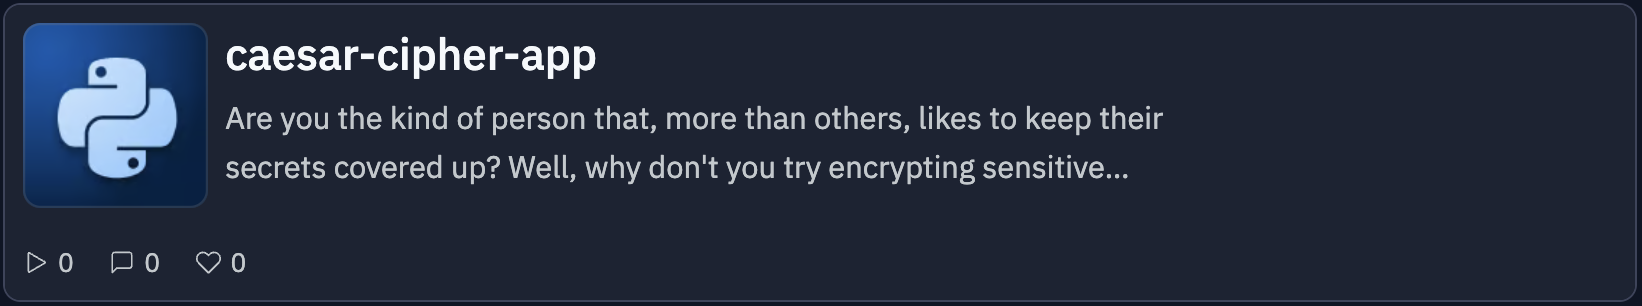 caesar-cipher-app
Are you the kind of person that, more than others, likes to keep their
secrets covered up? Well, why don't you try encrypting sensitive...
0 0 0